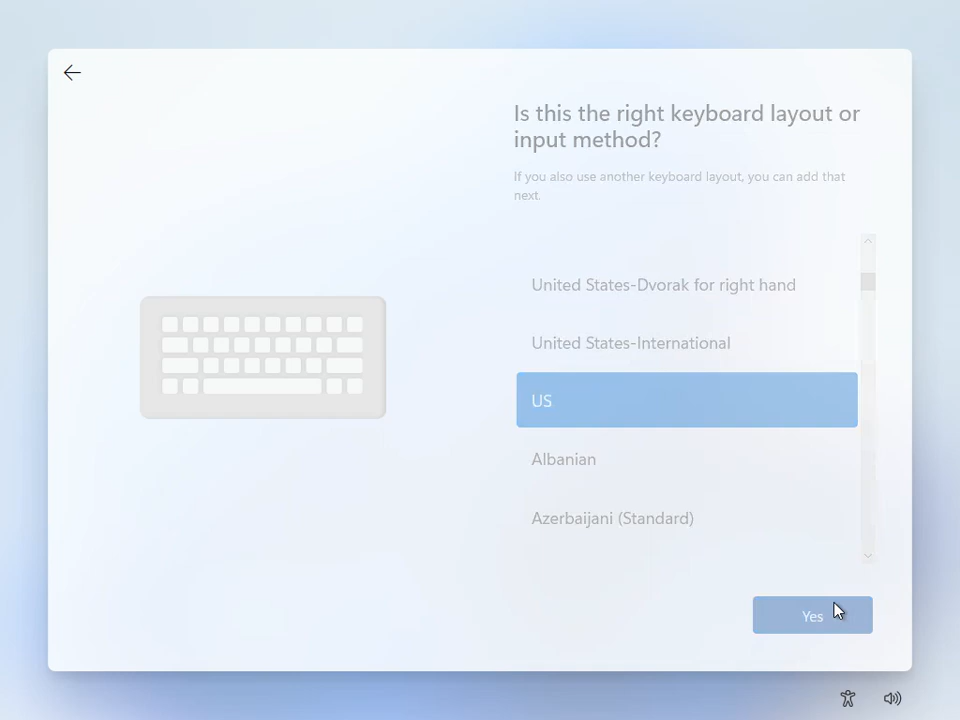 Is this the right keyboard layout or
input method?
If you also use another keyboard layout, you can add that
next.
United States-Dvorak for right hand
United States-International
US
Albanian
Azerbaijani (Standard)
Yes